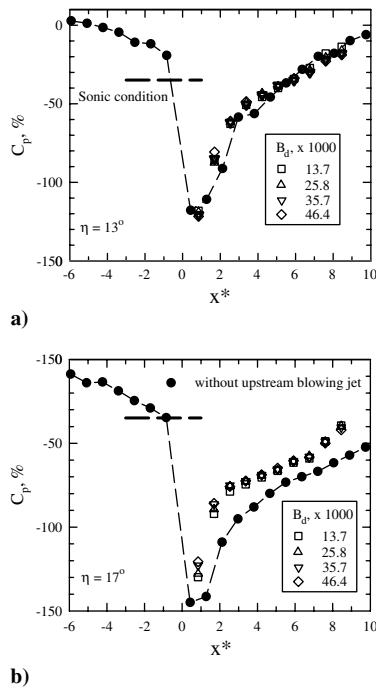 0
-50
-100
-150
C_p, %
Sonic condition
B_d, x 1000
13.7
25.8
35.7
46.4
η = 13°
-6 -4 -2 0 2 4 6 8 10
x*
a)
-150
-50
-100
-150
C_p, %
without upstream blowing jet
B_d, x 1000
13.7
25.8
35.7
46.4
η = 17°
-6 -4 -2 0 2 4 6 8 10
x*
b)